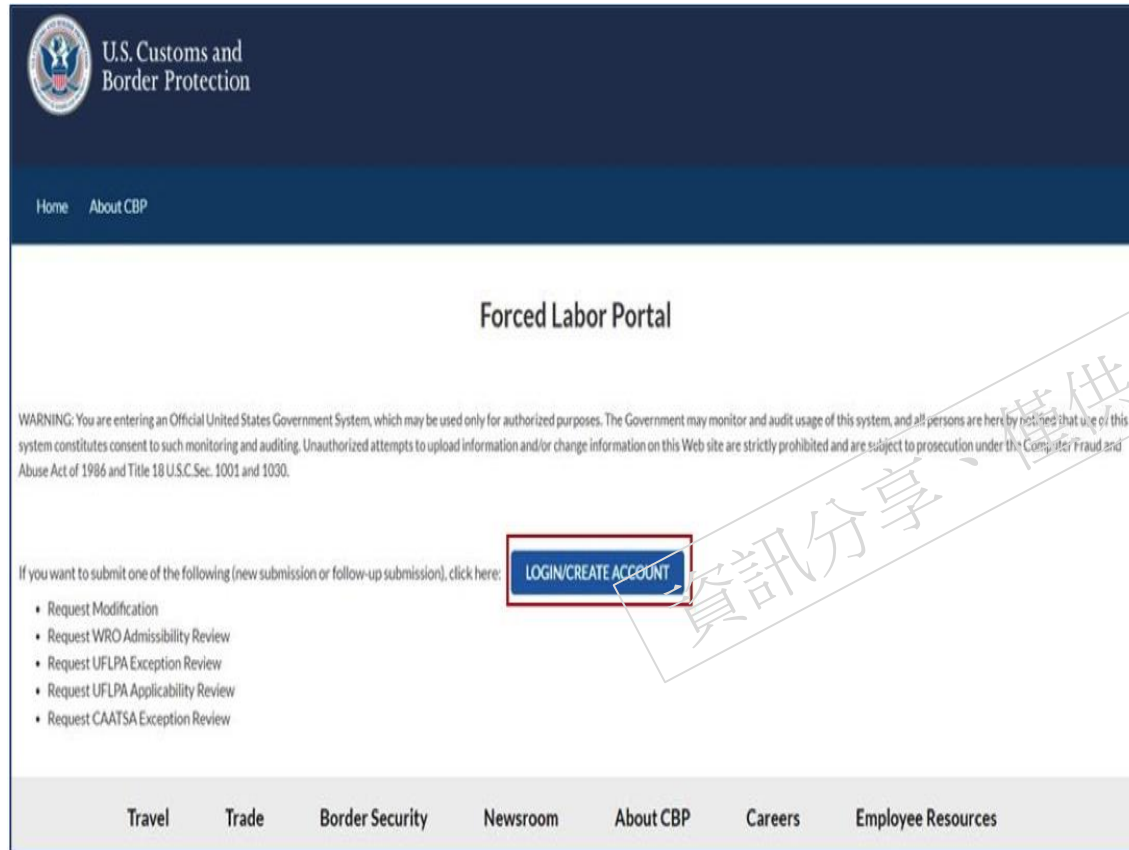 U.S. Customs and
Border Protection
Home About CBP
Forced Labor Portal
WARNING: You are entering an Official United States Government System, which may be used only for authorized purposes. The Government may monitor and audit usage of this system, and all persons are hereby notified that use of this
system constitutes consent to such monitoring and auditing. Unauthorized attempts to upload information and/or change information on this Web site are strictly prohibited and are subject to prosecution under the Computer Fraud and
Abuse Act of 1986 and Title 18 U.S.C.Sec. 1001 and 1030.
If you want to submit one of the following (new submission or follow-up submission), click here: LOGIN/CREATE ACCOUNT
• Request Modification
• Request WRO Admissibility Review
• Request UFLPA Exception Review
• Request UFLPA Applicability Review
• Request CAATSA Exception Review
資訊分享、僅供
Travel Trade Border Security Newsroom About CBP Careers Employee Resources